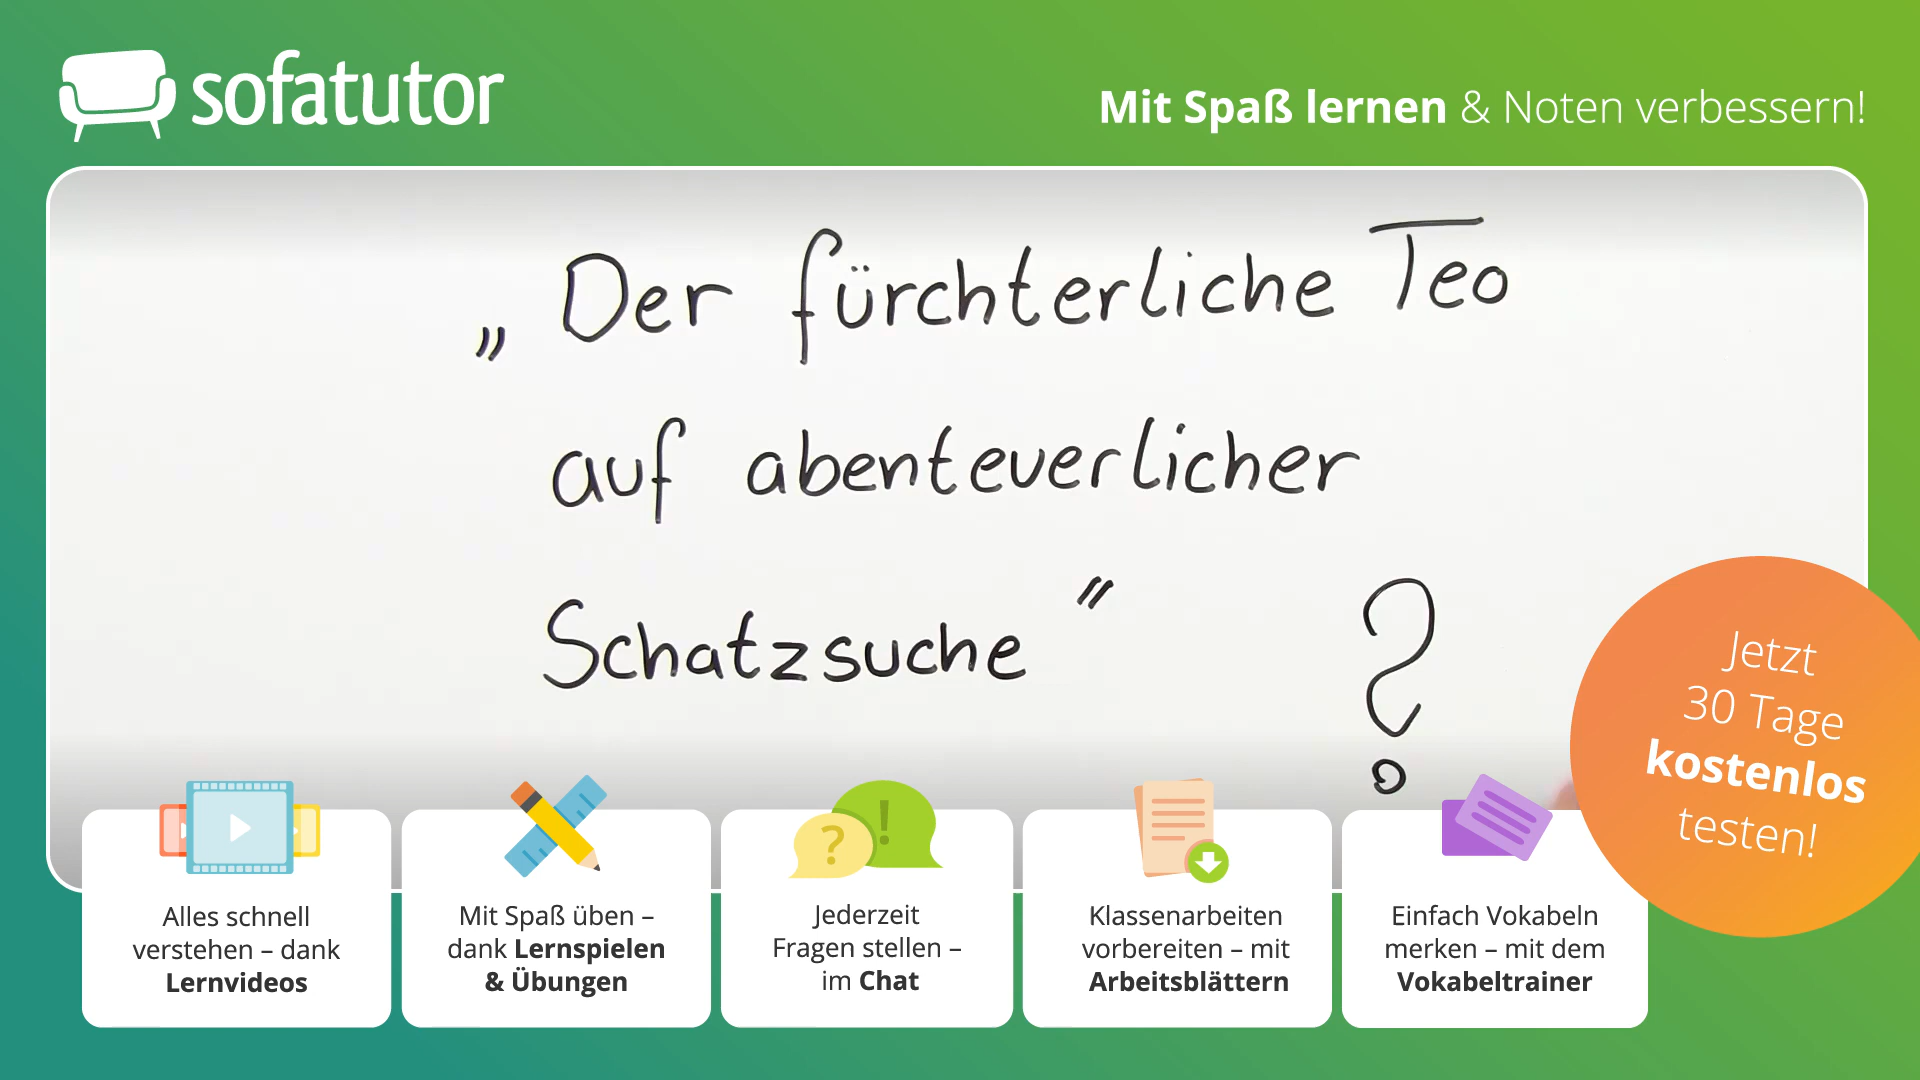 sofatutor
Mit Spaß lernen & Noten verbessern!
„Der fürchterliche Teo
auf abenteuerlicher
Schatzsuche" ?
Jetzt
30 Tage
kostenlos
testen!
Alles schnell
verstehen – dank
Lernvideos
Mit Spaß üben –
dank Lernspielen
& Übungen
? !
Jederzeit
Fragen stellen –
im Chat
Klassenarbeiten
vorbereiten – mit
Arbeitsblättern
Einfach Vokabeln
merken – mit dem
Vokabeltrainer